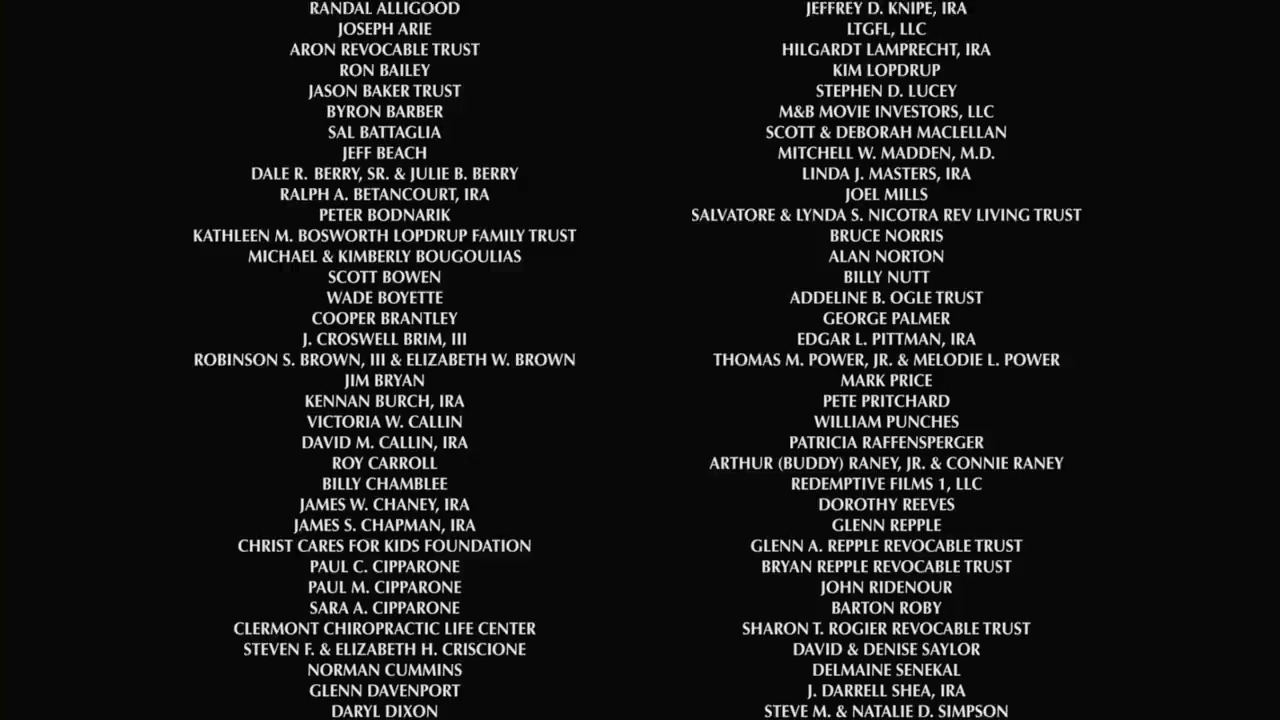 RANDAL ALLIGOOD
JOSEPH ARIE
ARON REVOCABLE TRUST
RON BAILEY
JASON BAKER TRUST
BYRON BARBER
SAL BATTAGLIA
JEFF BEACH
DALE R. BERRY, SR. & JULIE B. BERRY
RALPH A. BETANCOURT, IRA
PETER BODNARIK
KATHLEEN M. BOSWORTH LOPDRUP FAMILY TRUST
MICHAEL & KIMBERLY BOUGOULIAS
SCOTT BOWEN
WADE BOYETTE
COOPER BRANTLEY
J. CROSWELL BRIM, III
ROBINSON S. BROWN, III & ELIZABETH W. BROWN
JIM BRYAN
KENNAN BURCH, IRA
VICTORIA W. CALLIN
DAVID M. CALLIN, IRA
ROY CARROLL
BILLY CHAMBLEE
JAMES W. CHANEY, IRA
JAMES S. CHAPMAN, IRA
CHRIST CARES FOR KIDS FOUNDATION
PAUL C. CIPPARONE
PAUL M. CIPPARONE
SARA A. CIPPARONE
CLERMONT CHIROPRACTIC LIFE CENTER
STEVEN F. & ELIZABETH H. CRISCIONE
NORMAN CUMMINS
GLENN DAVENPORT
DARYL DIXON
JEFFREY D. KNIPE, IRA
LTGFL, LLC
HILGARDT LAMPRECHT, IRA
KIM LOPDRUP
STEPHEN D. LUCEY
M&B MOVIE INVESTORS, LLC
SCOTT & DEBORAH MACLELLAN
MITCHELL W. MADDEN, M.D.
LINDA J. MASTERS, IRA
JOEL MILLS
SALVATORE & LYNDA S. NICOTRA REV LIVING TRUST
BRUCE NORRIS
ALAN NORTON
BILLY NUTT
ADDELINE B. OGLE TRUST
GEORGE PALMER
EDGAR L. PITTMAN, IRA
THOMAS M. POWER, JR. & MELODIE L. POWER
MARK PRICE
PETE PRITCHARD
WILLIAM PUNCHES
PATRICIA RAFFENSPERGER
ARTHUR (BUDDY) RANEY, JR. & CONNIE RANEY
REDEMPTIVE FILMS 1, LLC
DOROTHY REEVES
GLENN REPPLE
GLENN A. REPPLE REVOCABLE TRUST
BRYAN REPPLE REVOCABLE TRUST
JOHN RIDENOUR
BARTON ROBY
SHARON T. ROGIER REVOCABLE TRUST
DAVID & DENISE SAYLOR
DELMAINE SENEKAL
J. DARRELL SHEA, IRA
STEVE M. & NATALIE D. SIMPSON